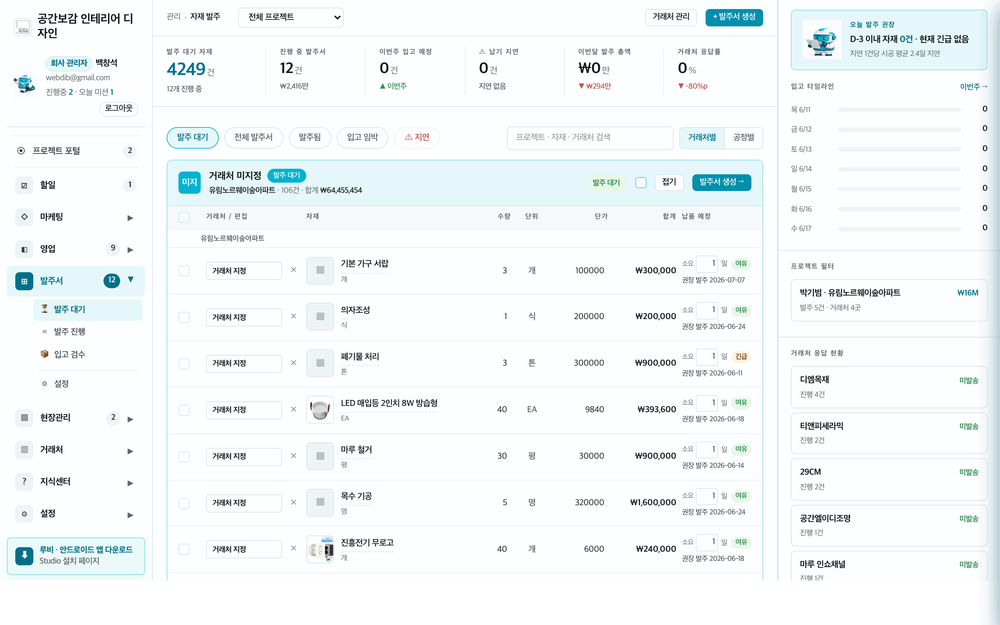 공간보감 인테리어 디
자인
회사 관리자 백창석
webdib@gmail.com
진행중 2 · 오늘 미션 1
로그아웃
프로젝트 포털 2
할일 1
마케팅 ▶
영업 9 ▶
발주서 12 ▼
발주 대기
발주 진행
입고 검수
설정
현장관리 2 ▶
거래처 ▶
? 지식센터 ▶
설정 ▶
루비 · 안드로이드 앱 다운로드
Studio 설치 페이지
관리 › 자재 발주
전체 프로젝트
거래처 관리
+ 발주서 생성
발주 대기 자재
4249 건
12개 진행 중
진행 중 발주서
12 건
₩2,416만
이번주 입고 예정
0 건
▲ 이번주
⚠ 납기 지연
0 건
지연 없음
이번달 발주 총액
₩0 만
▼ ₩294만
거래처 응답률
0 %
▼ -80%p
발주 대기
전체 발주서
발주됨
입고 임박
⚠ 지연
프로젝트 · 자재 · 거래처 검색
거래처별
공정별
미지
거래처 미지정 발주 대기
유림노르웨이숲아파트 · 106건 · 합계 ₩64,455,454
발주 대기
접기
발주서 생성→
거래처 / 편집 자재 수량 단위 단가 합계 납품 예정
유림노르웨이숲아파트
거래처 지정 × 기본 가구 서랍 3 개 100000 ₩300,000 소요 1 일 여유
개 권장 발주 2026-07-07
거래처 지정 × 의자조성 1 식 200000 ₩200,000 소요 1 일 여유
식 권장 발주 2026-06-24
거래처 지정 × 폐기물 처리 3 톤 300000 ₩900,000 소요 1 일 긴급
톤 권장 발주 2026-06-11
거래처 지정 × LED 매입등 2인치 8W 방습형 40 EA 9840 ₩393,600 소요 1 일 여유
EA 권장 발주 2026-06-18
거래처 지정 × 마루 철거 30 평 30000 ₩900,000 소요 1 일 여유
평 권장 발주 2026-06-14
거래처 지정 × 목수 기공 5 명 320000 ₩1,600,000 소요 1 일 여유
명 권장 발주 2026-06-24
거래처 지정 × 진흥전기 무로고 40 개 6000 ₩240,000 소요 1 일 여유
개 권장 발주 2026-06-18
오늘 발주 권장
D-3 이내 자재 0건 · 현재 긴급 없음
지연 1건당 시공 평균 2.4일 지연
입고 타임라인 이번주→
목 6/11 0
금 6/12 0
토 6/13 0
일 6/14 0
월 6/15 0
화 6/16 0
수 6/17 0
프로젝트 필터
박기범 · 유림노르웨이숲아파트 ₩16M
발주 5건 · 거래처 4곳
거래처 응답 현황
디엠목재 미발송
진행 4건
티앤피세라믹 미발송
진행 2건
29CM 미발송
진행 2건
공간엘이디조명 미발송
진행 1건
마루 인쇼채널 미발송
진행 1건